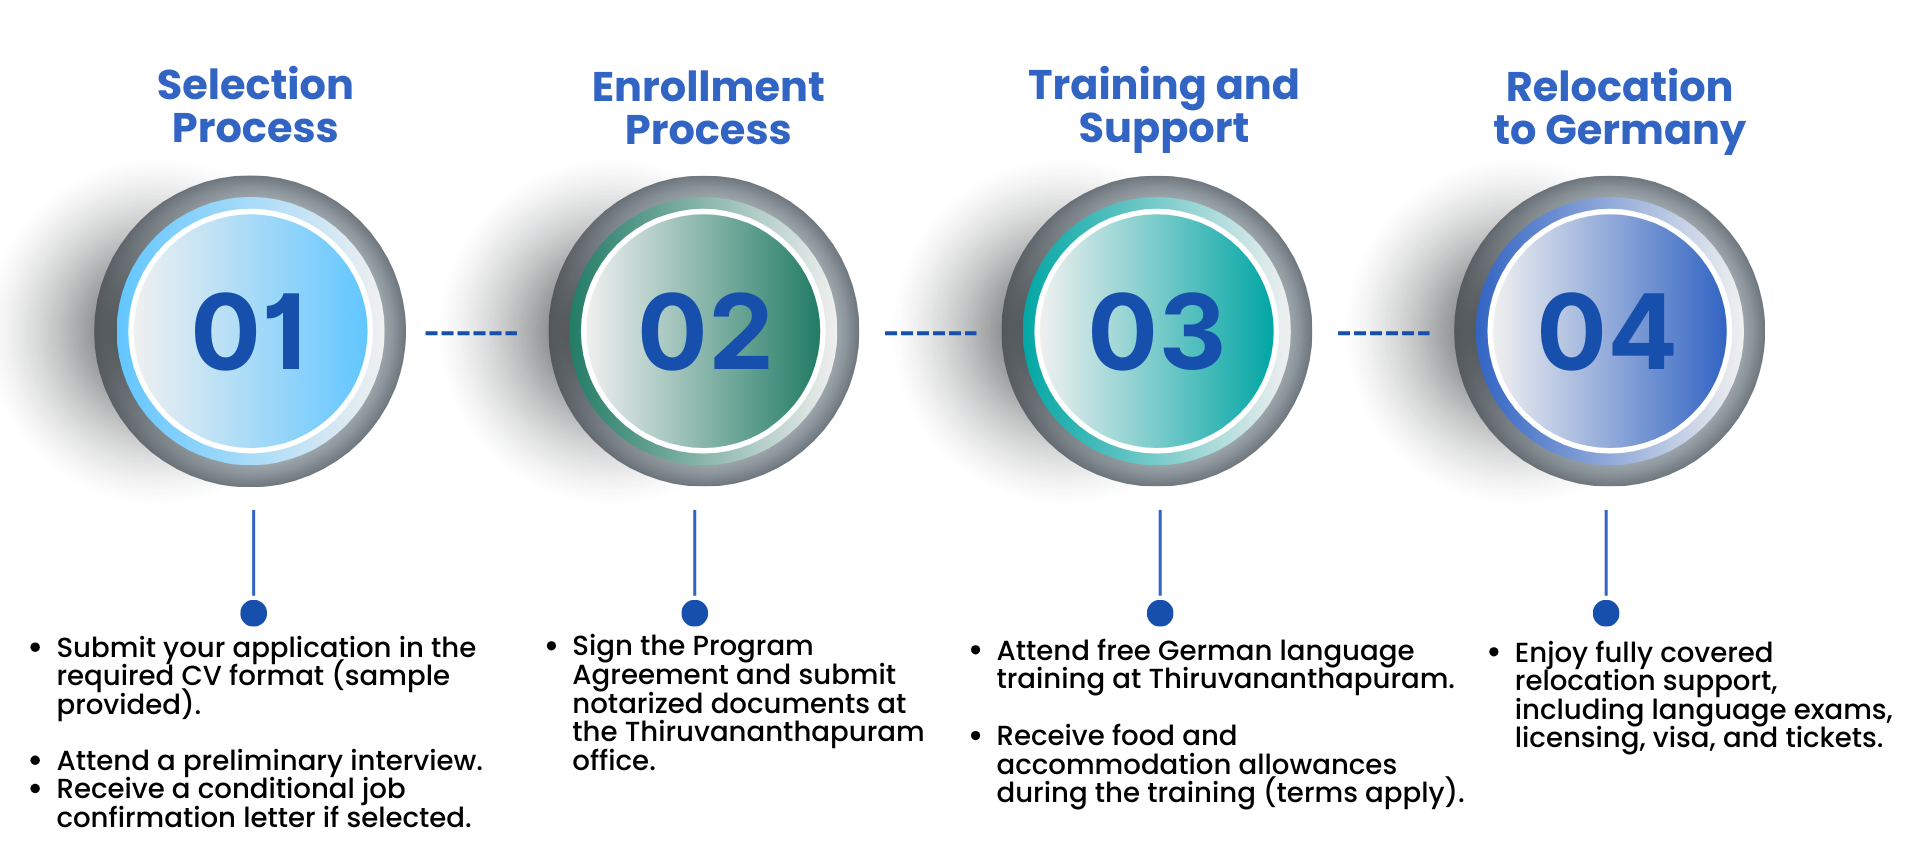 Selection
Process
Enrollment
Process
Training and
Support
Relocation
to Germany
01
02
03
04
• Submit your application in the
required CV format (sample
provided).
• Attend a preliminary interview.
• Receive a conditional job
confirmation letter if selected.
• Sign the Program
Agreement and submit
notarized documents at
the Thiruvananthapuram
office.
• Attend free German language
training at Thiruvananthapuram.
• Receive food and
accommodation allowances
during the training (terms apply).
• Enjoy fully covered
relocation support,
including language exams,
licensing, visa, and tickets.